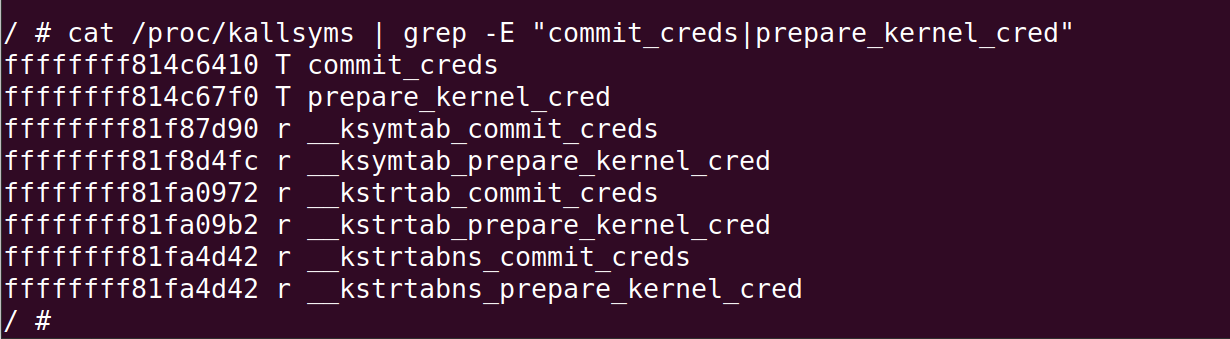 / # cat /proc/kallsyms | grep -E "commit_creds|prepare_kernel_cred"
ffffffff814c6410 T commit_creds
ffffffff814c67f0 T prepare_kernel_cred
ffffffff81f87d90 r __ksymtab_commit_creds
ffffffff81f8d4fc r __ksymtab_prepare_kernel_cred
ffffffff81fa0972 r __kstrtab_commit_creds
ffffffff81fa09b2 r __kstrtab_prepare_kernel_cred
ffffffff81fa4d42 r __kstrtabns_commit_creds
ffffffff81fa4d42 r __kstrtabns_prepare_kernel_cred
/ #